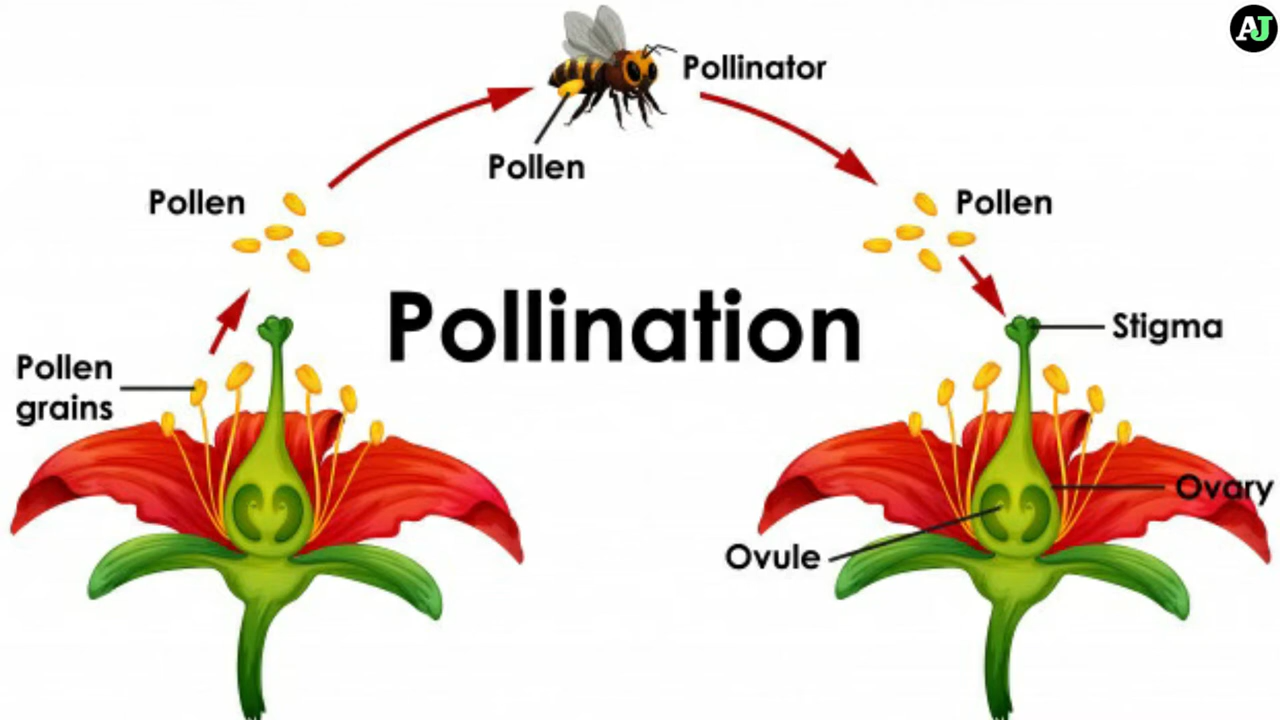 AJ
Pollinator
Pollen
Pollen
Pollen
Pollination
Stigma
Pollen
grains
Ovary
Ovule